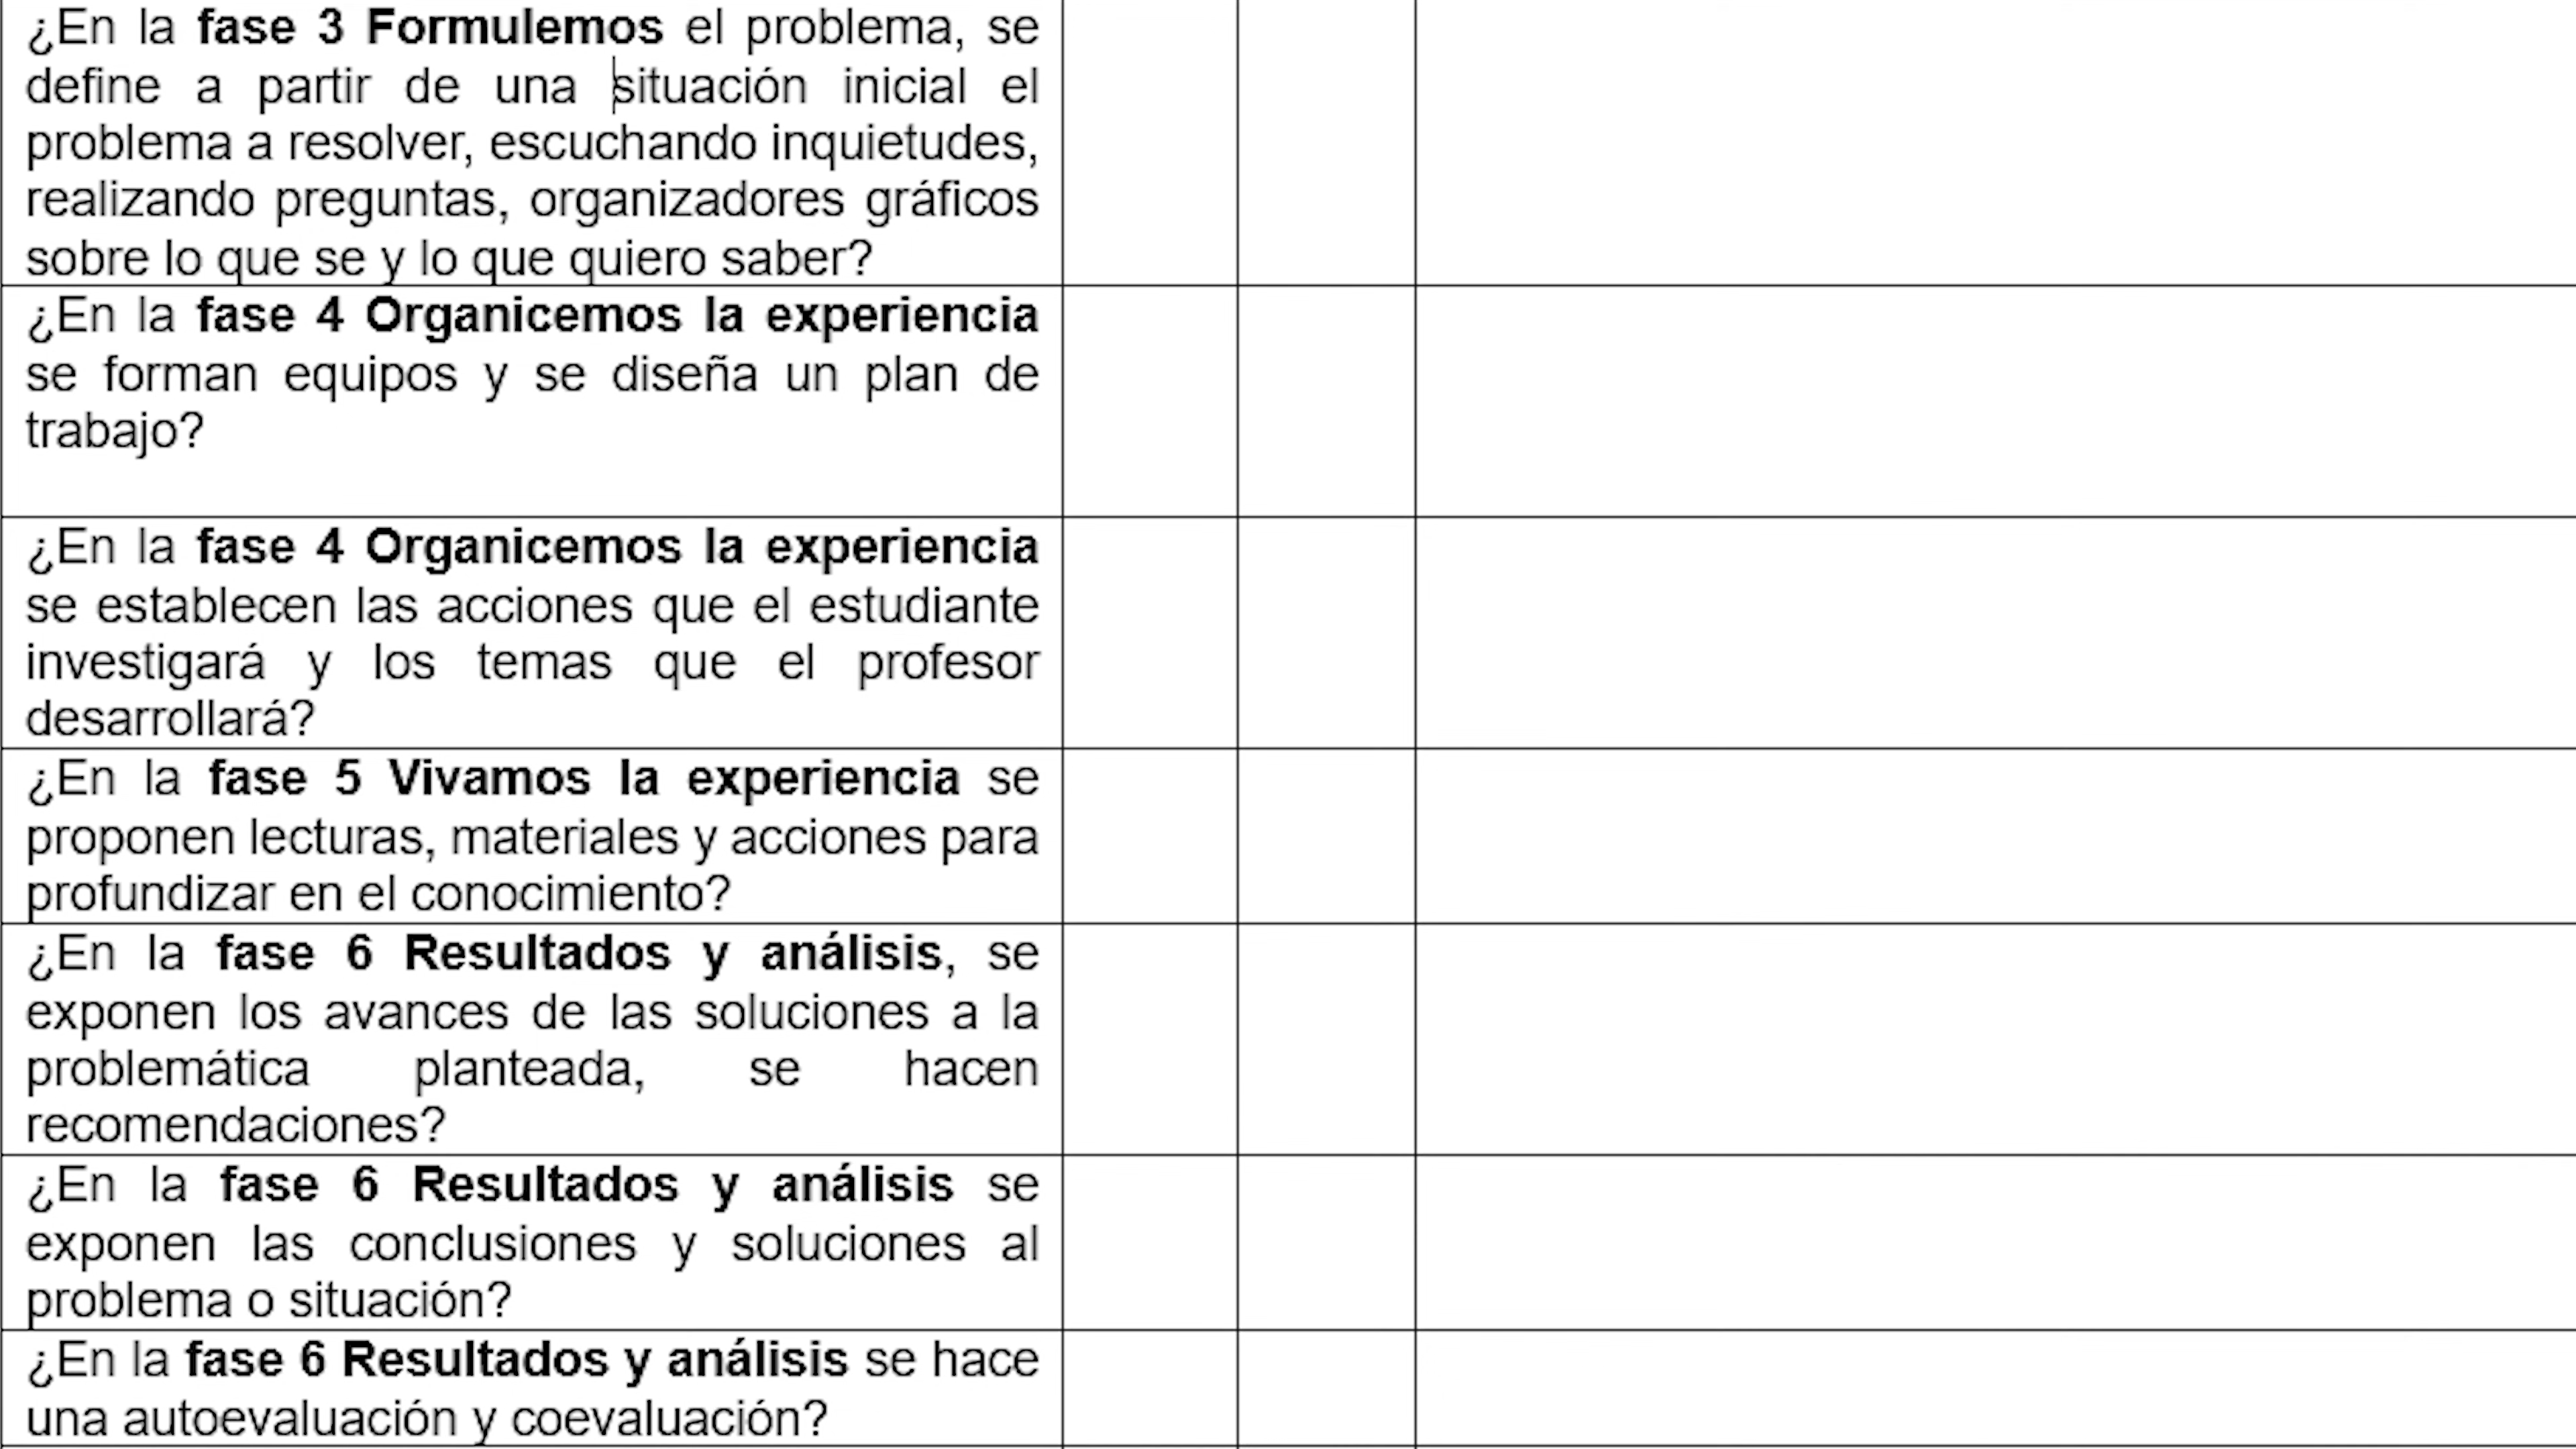 ¿En la fase 3 Formulemos el problema, se
define a partir de una situación inicial el
problema a resolver, escuchando inquietudes,
realizando preguntas, organizadores gráficos
sobre lo que se y lo que quiero saber?
¿En la fase 4 Organicemos la experiencia
se forman equipos y se diseña un plan de
trabajo?
¿En la fase 4 Organicemos la experiencia
se establecen las acciones que el estudiante
investigará y los temas que el profesor
desarrollará?
¿En la fase 5 Vivamos la experiencia se
proponen lecturas, materiales y acciones para
profundizar en el conocimiento?
¿En la fase 6 Resultados y análisis, se
exponen los avances de las soluciones a la
problemática planteada, se hacen
recomendaciones?
¿En la fase 6 Resultados y análisis se
exponen las conclusiones y soluciones al
problema o situación?
¿En la fase 6 Resultados y análisis se hace
una autoevaluación y coevaluación?